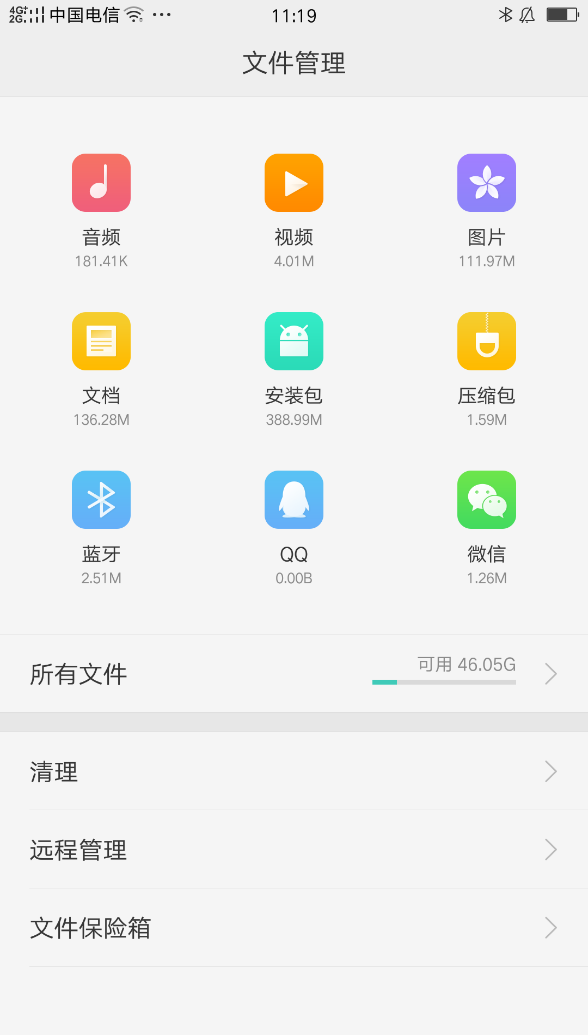 4G+ 2G 中国电信 ··· 11:19
文件管理
音频 视频 图片
181.41K 4.01M 111.97M
文档 安装包 压缩包
136.28M 388.99M 1.59M
蓝牙 QQ 微信
2.51M 0.00B 1.26M
所有文件 可用 46.05G
清理
远程管理
文件保险箱